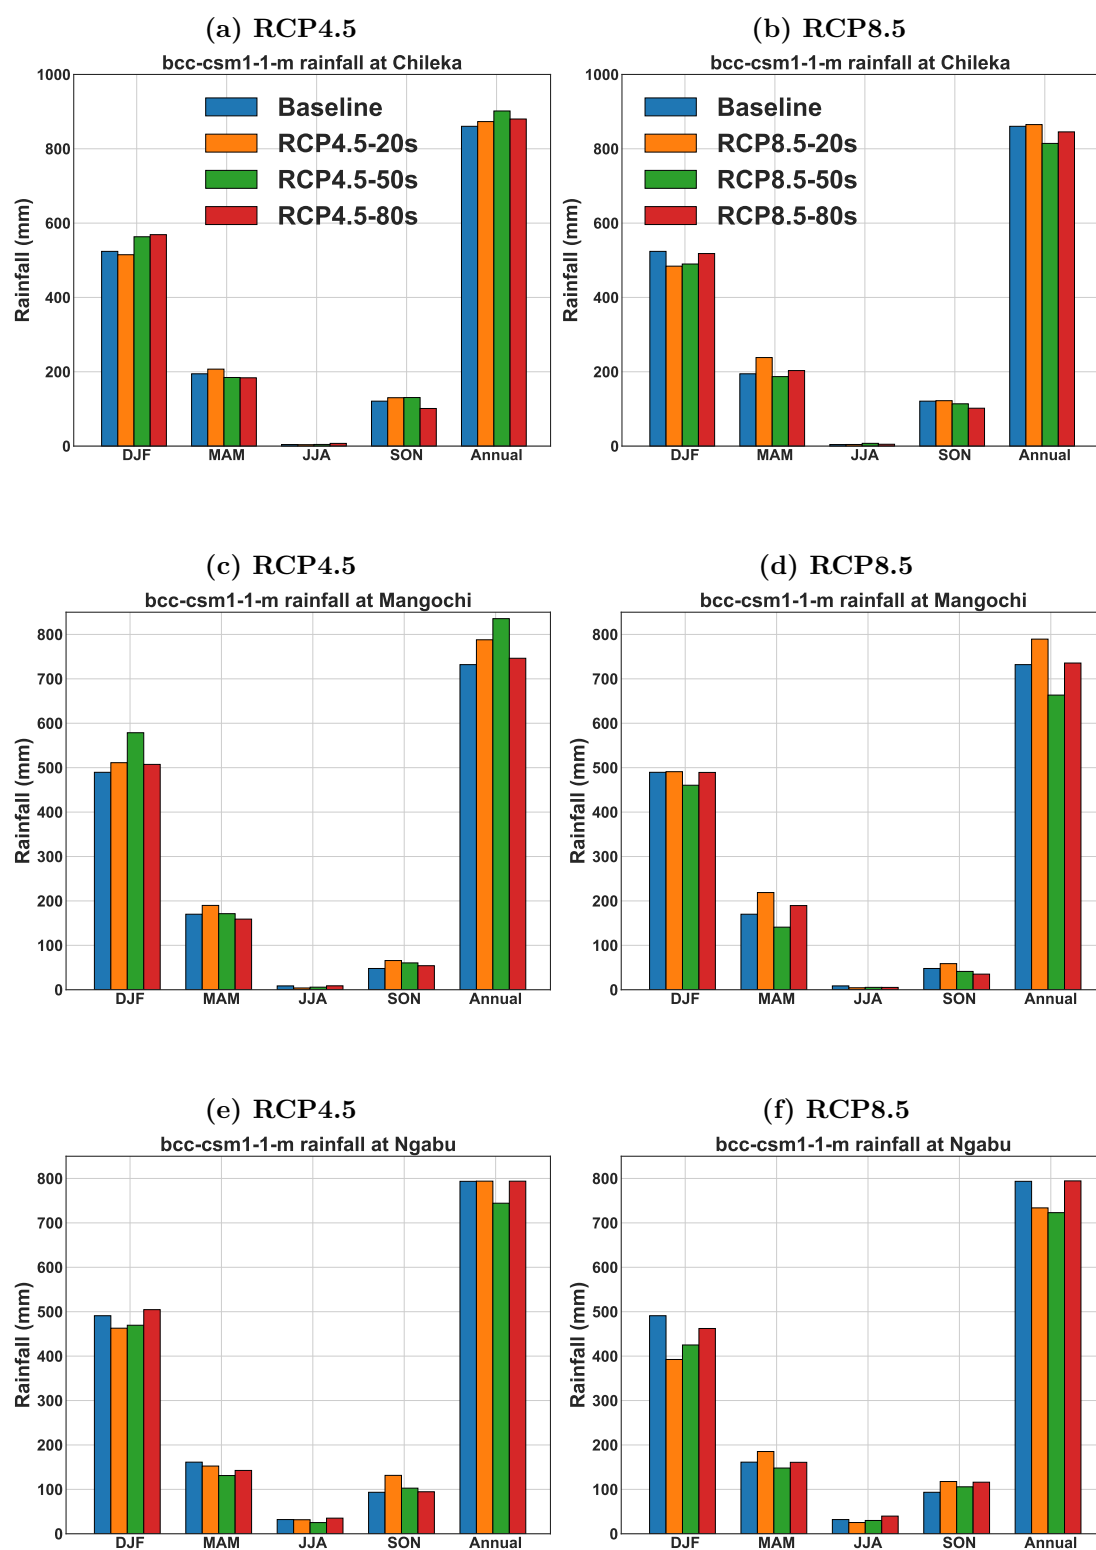 (a) RCP4.5
bcc-csm1-1-m rainfall at Chileka
1000
800
600
400
200
0
Rainfall (mm)
Baseline
RCP4.5-20s
RCP4.5-50s
RCP4.5-80s
DJF MAM JJA SON Annual
(b) RCP8.5
bcc-csm1-1-m rainfall at Chileka
1000
800
600
400
200
0
Rainfall (mm)
Baseline
RCP8.5-20s
RCP8.5-50s
RCP8.5-80s
DJF MAM JJA SON Annual
(c) RCP4.5
bcc-csm1-1-m rainfall at Mangochi
800
700
600
500
400
300
200
100
0
Rainfall (mm)
DJF MAM JJA SON Annual
(d) RCP8.5
bcc-csm1-1-m rainfall at Mangochi
800
700
600
500
400
300
200
100
0
Rainfall (mm)
DJF MAM JJA SON Annual
(e) RCP4.5
bcc-csm1-1-m rainfall at Ngabu
800
700
600
500
400
300
200
100
0
Rainfall (mm)
DJF MAM JJA SON Annual
(f) RCP8.5
bcc-csm1-1-m rainfall at Ngabu
800
700
600
500
400
300
200
100
0
Rainfall (mm)
DJF MAM JJA SON Annual